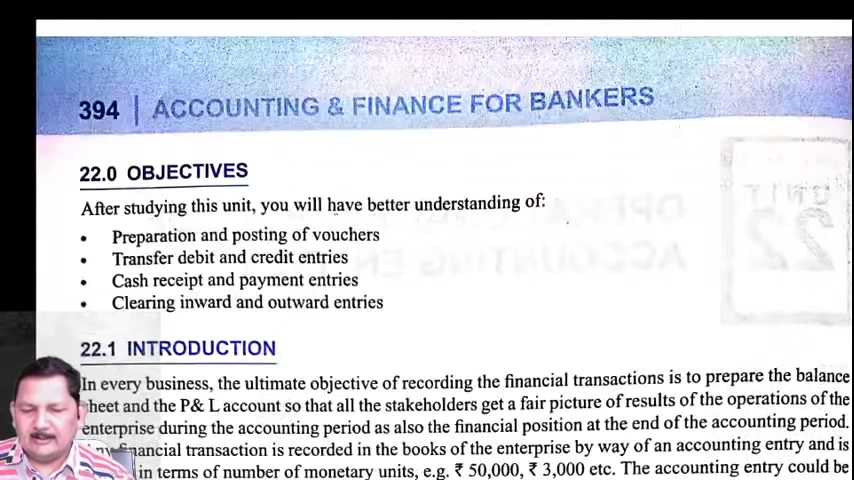 394 | ACCOUNTING & FINANCE FOR BANKERS
22.0 OBJECTIVES
After studying this unit, you will have better understanding of:
• Preparation and posting of vouchers
• Transfer debit and credit entries
• Cash receipt and payment entries
• Clearing inward and outward entries
22.1 INTRODUCTION
In every business, the ultimate objective of recording the financial transactions is to prepare the balance
sheet and the P& L account so that all the stakeholders get a fair picture of results of the operations of the
enterprise during the accounting period as also the financial position at the end of the accounting period.
financial transaction is recorded in the books of the enterprise by way of an accounting entry and is
in terms of number of monetary units, e.g. ₹ 50,000, ₹ 3,000 etc. The accounting entry could be
UNIT
22